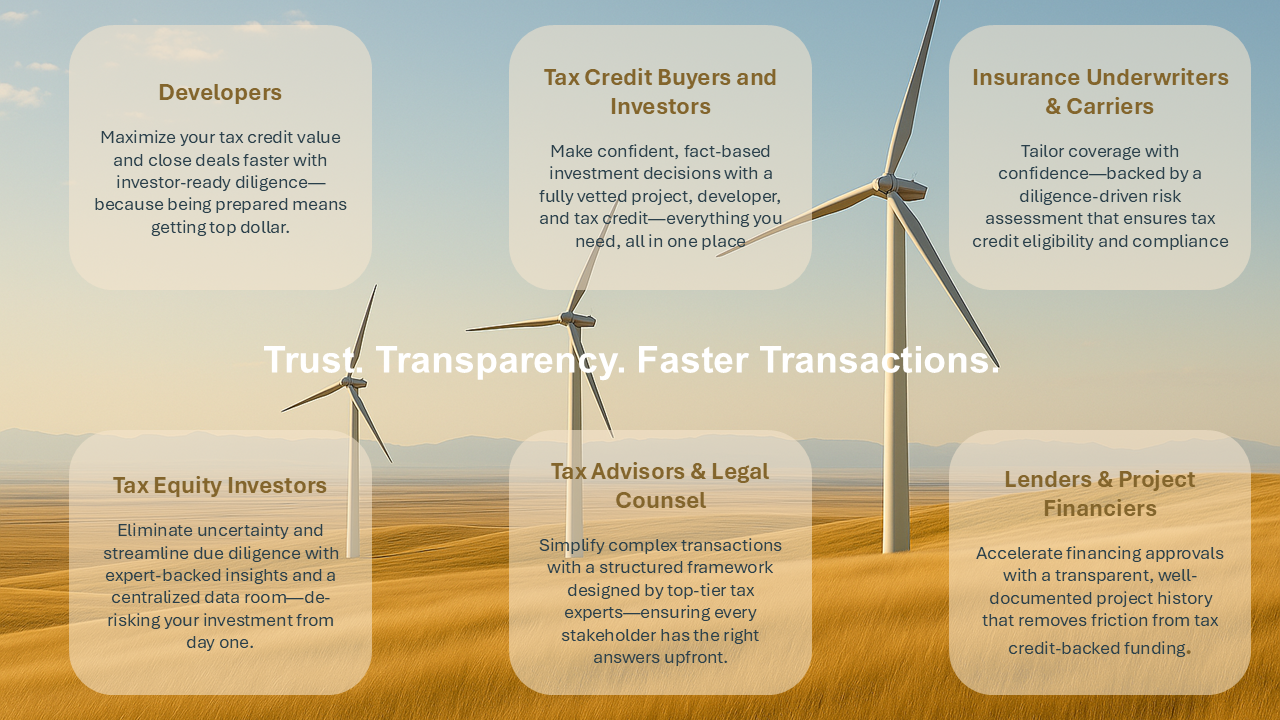 Developers
Maximize your tax credit value
and close deals faster with
investor-ready diligence—
because being prepared means
getting top dollar.
Tax Credit Buyers and
Investors
Make confident, fact-based
investment decisions with a
fully vetted project, developer,
and tax credit—everything you
need, all in one place
Insurance Underwriters
& Carriers
Tailor coverage with
confidence—backed by a
diligence-driven risk
assessment that ensures tax
credit eligibility and compliance
Trust. Transparency. Faster Transactions.
Tax Equity Investors
Eliminate uncertainty and
streamline due diligence with
expert-backed insights and a
centralized data room—de-
risking your investment from
day one.
Tax Advisors & Legal
Counsel
Simplify complex transactions
with a structured framework
designed by top-tier tax
experts—ensuring every
stakeholder has the right
answers upfront.
Lenders & Project
Financiers
Accelerate financing approvals
with a transparent, well-
documented project history
that removes friction from tax
credit-backed funding.